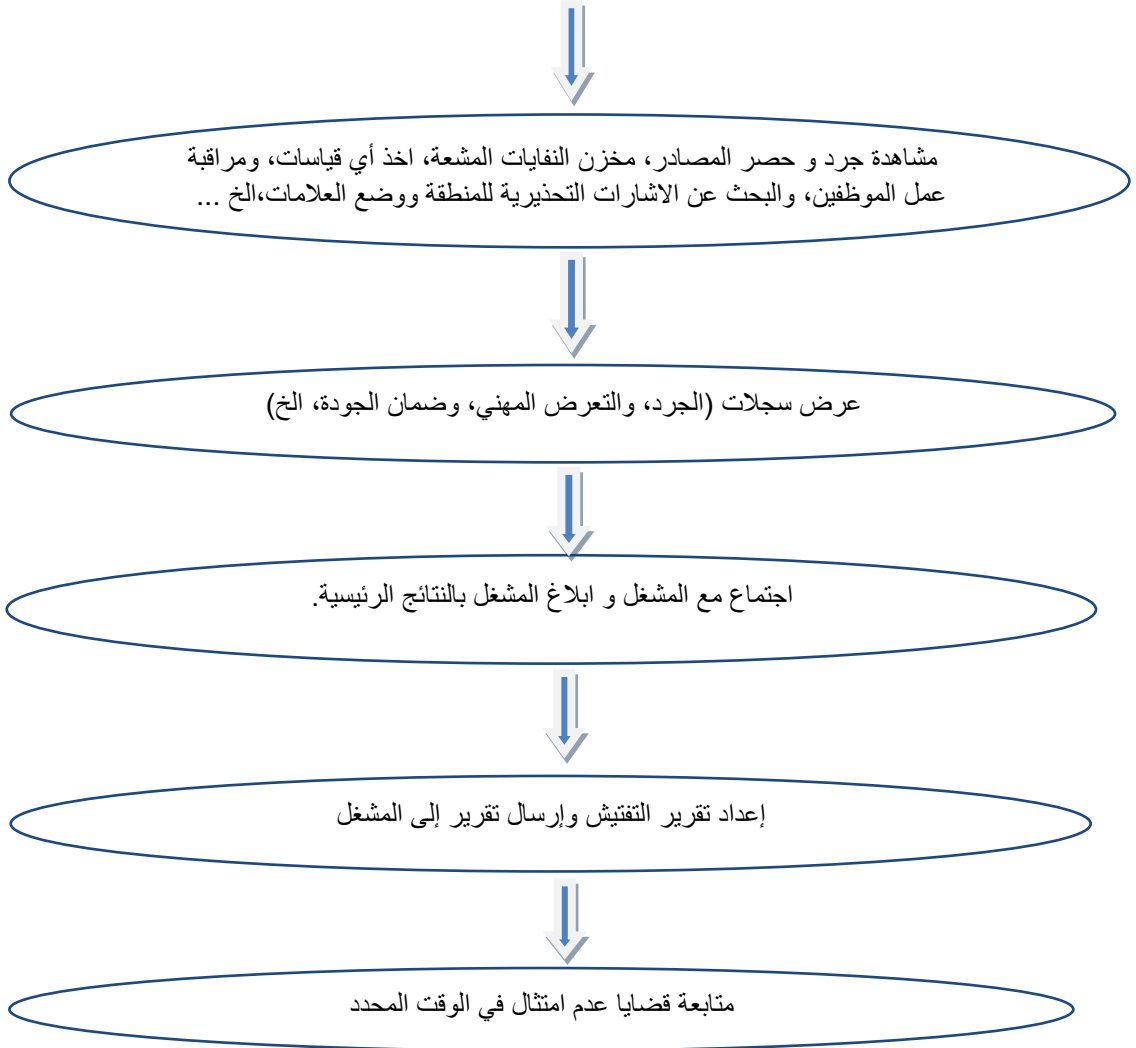 مشاهدة جرد و حصر المصادر، مخزن النفايات المشعة، اخذ أي قياسات، ومراقبة
عمل الموظفين، والبحث عن الاشارات التحذيرية للمنطقة ووضع العلامات،الخ ...
عرض سجلات (الجرد، والتعرض المهني، وضمان الجودة، الخ)
اجتماع مع المشغل و ابلاغ المشغل بالنتائج الرئيسية.
إعداد تقرير التفتيش وإرسال تقرير إلى المشغل
متابعة قضايا عدم امتثال في الوقت المحدد